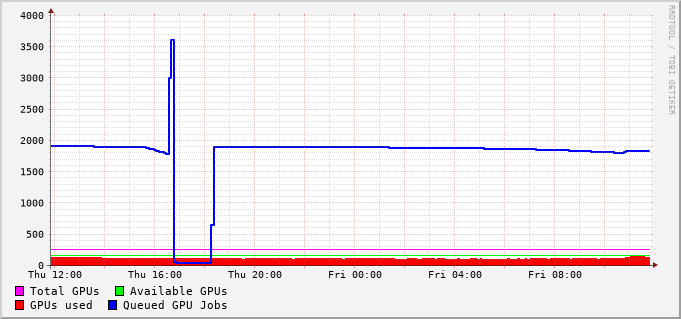 RRDTOOL / TOBI OETIKER
4000
3500
3000
2500
2000
1500
1000
500
0
Thu 12:00 Thu 16:00 Thu 20:00 Fri 00:00 Fri 04:00 Fri 08:00
Total GPUs Available GPUs
GPUs used Queued GPU Jobs